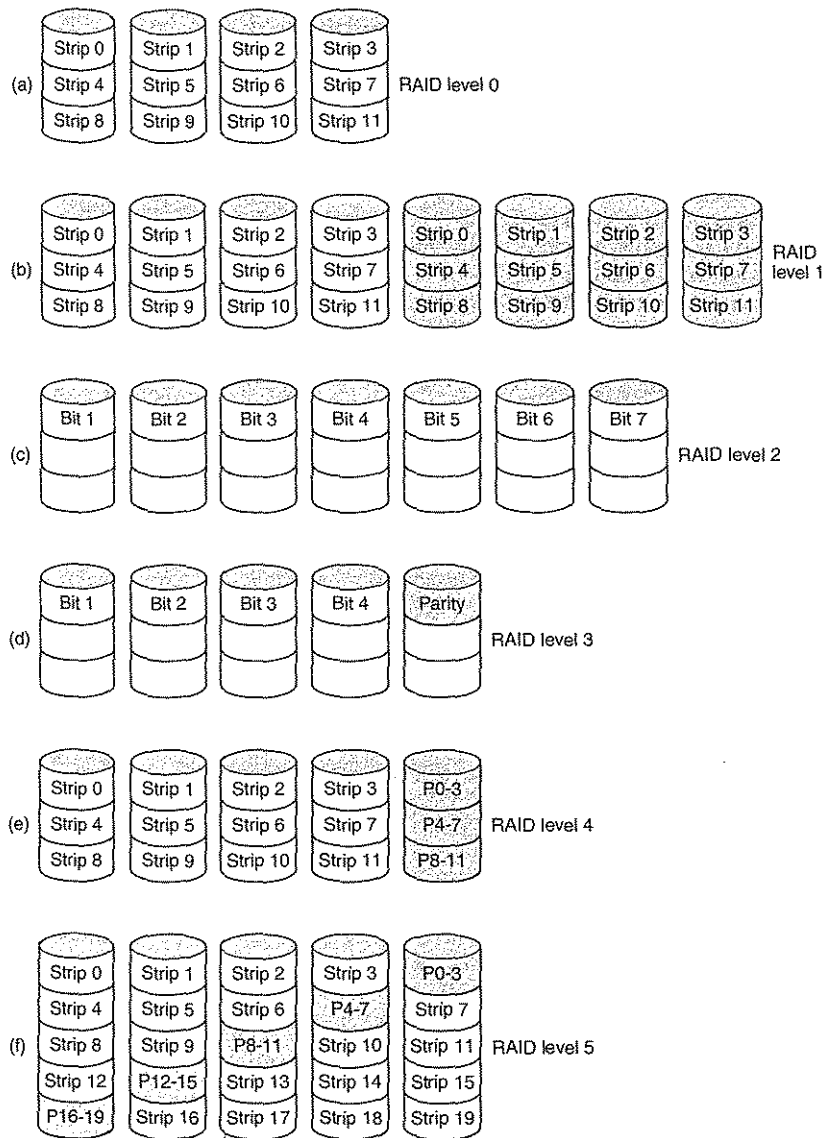 Strip 0 Strip 1 Strip 2 Strip 3
(a) Strip 4 Strip 5 Strip 6 Strip 7 RAID level 0
Strip 8 Strip 9 Strip 10 Strip 11
Strip 0 Strip 1 Strip 2 Strip 3 Strip 0 Strip 1 Strip 2 Strip 3
(b) Strip 4 Strip 5 Strip 6 Strip 7 Strip 4 Strip 5 Strip 6 Strip 7 RAID
level 1
Strip 8 Strip 9 Strip 10 Strip 11 Strip 8 Strip 9 Strip 10 Strip 11
Bit 1 Bit 2 Bit 3 Bit 4 Bit 5 Bit 6 Bit 7
(c) RAID level 2
Bit 1 Bit 2 Bit 3 Bit 4 Parity
(d) RAID level 3
Strip 0 Strip 1 Strip 2 Strip 3 P0-3
(e) Strip 4 Strip 5 Strip 6 Strip 7 P4-7 RAID level 4
Strip 8 Strip 9 Strip 10 Strip 11 P8-11
Strip 0 Strip 1 Strip 2 Strip 3 P0-3
Strip 4 Strip 5 Strip 6 P4-7 Strip 7
(f) Strip 8 Strip 9 P8-11 Strip 10 Strip 11 RAID level 5
Strip 12 P12-15 Strip 13 Strip 14 Strip 15
P16-19 Strip 16 Strip 17 Strip 18 Strip 19